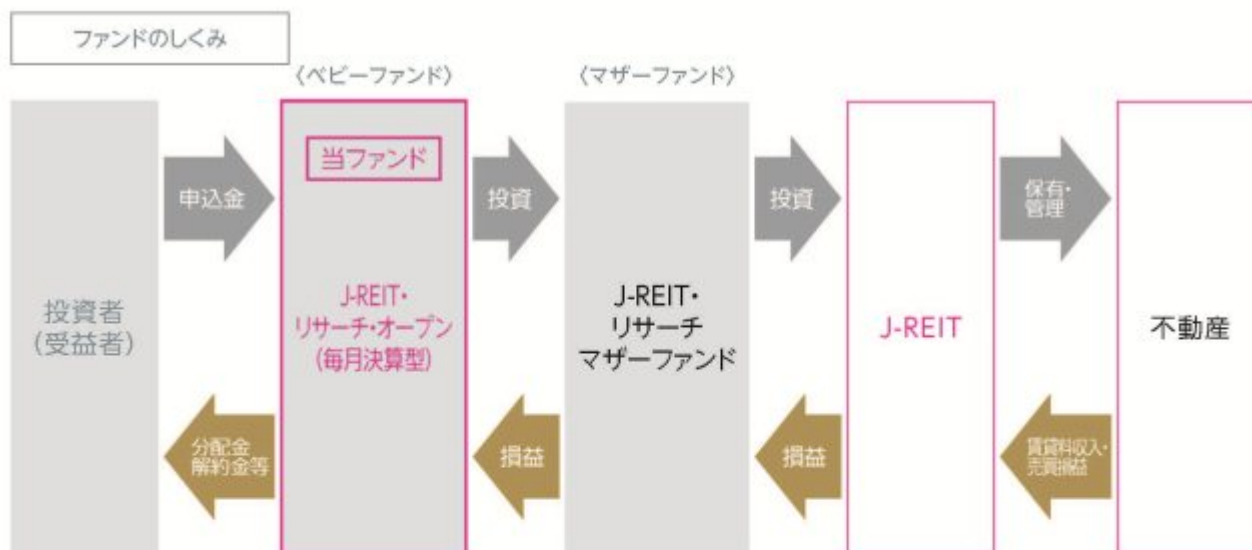 ファンドのしくみ
〈ベビーファンド〉
〈マザーファンド〉
投資者
(受益者)
申込金
分配金
解約金等
当ファンド
J-REIT・
リサーチ・オープン
(毎月決算型)
投資
損益
J-REIT・
リサーチ
マザーファンド
投資
損益
J-REIT
保有・
管理
賃貸料収入・
売買損益
不動産